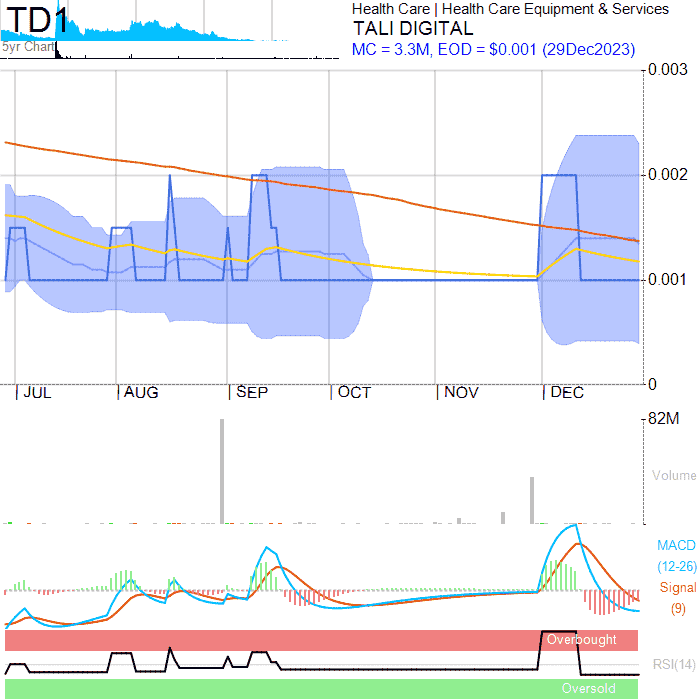 TD1
5yr Chart
Health Care | Health Care Equipment & Services
TALI DIGITAL
MC = 3.3M, EOD = $0.001 (29Dec2023)
0.003
0.002
0.001
0
JUL
AUG
SEP
OCT
NOV
DEC
82M
Volume
MACD
(12-26)
Signal
(9)
Overbought
RSI(14)
Oversold